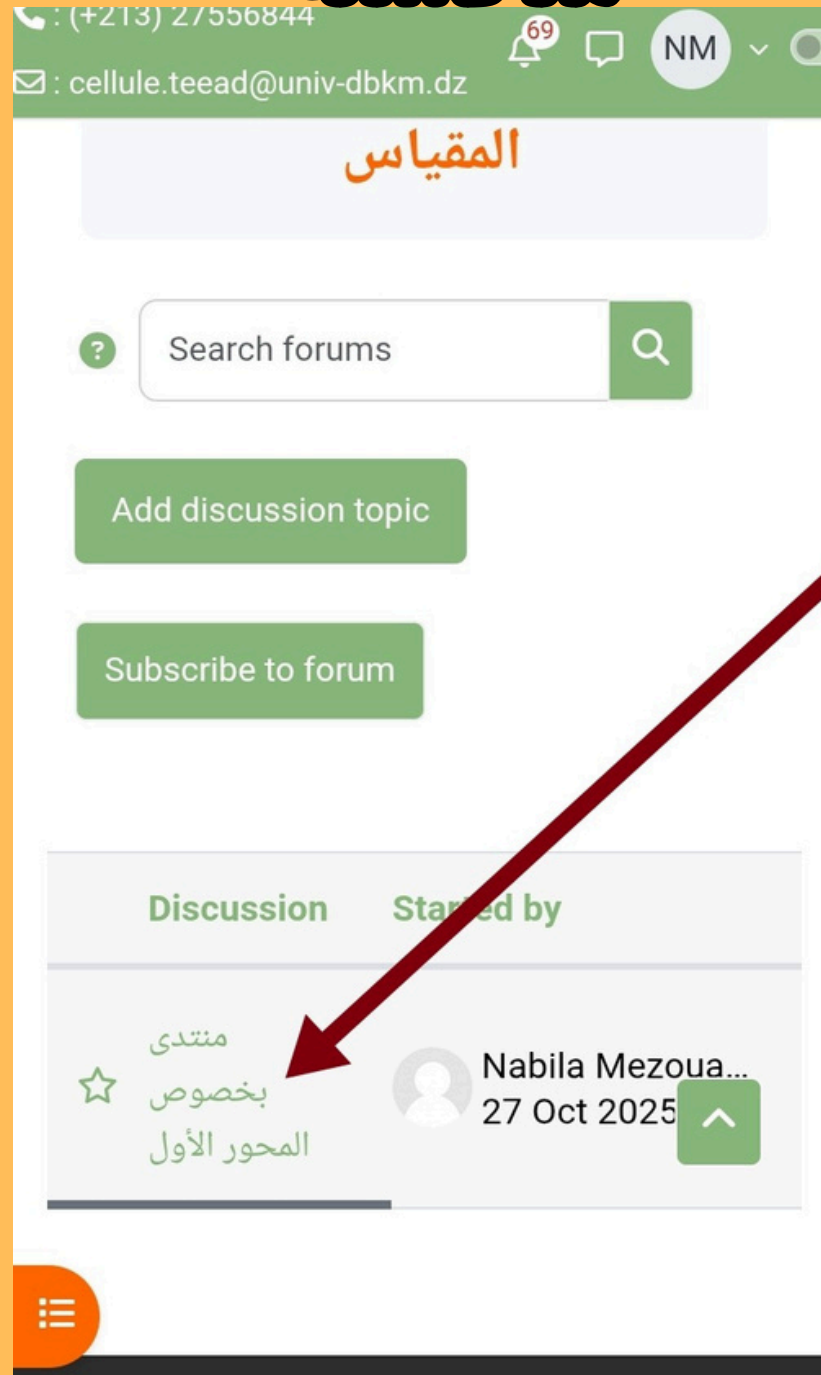 : (+213) 27556844
69
NM
: cellule.teead@univ-dbkm.dz
المقياس
?
Search forums
Add discussion topic
Subscribe to forum
Discussion Started by
منتدى
بخصوص
المحور الأول
Nabila Mezoua...
27 Oct 2025